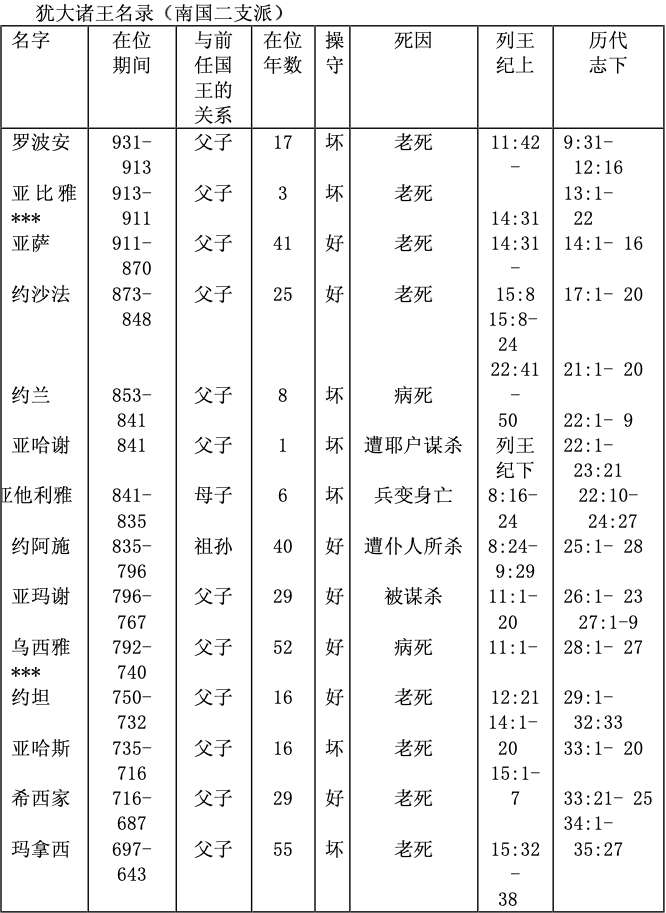 犹大诸王名录（南国二支派）
名字 在位 与前 在位 操 死因 列王 历代
期间 任国 年数 守 纪上 志下
王的
关系
罗波安 931- 父子 17 坏 老死 11:42 9:31-
913 - 12:16
亚比雅 913- 父子 3 坏 老死 13:1-
*** 911 14:31 22
亚萨 911- 父子 41 好 老死 14:31 14:1- 16
870 -
约沙法 873- 父子 25 好 老死 15:8 17:1- 20
848 15:8-
24
22:41 21:1- 20
约兰 853- 父子 8 坏 病死 -
841 50 22:1- 9
亚哈谢 841 父子 1 坏 遭耶户谋杀 列王 22:1-
纪下 23:21
亚他利雅 841- 母子 6 坏 兵变身亡 8:16- 22:10-
835 24 24:27
约阿施 835- 祖孙 40 好 遭仆人所杀 8:24- 25:1- 28
796 9:29
亚玛谢 796- 父子 29 好 被谋杀 11:1- 26:1- 23
767 20 27:1-9
乌西雅 792- 父子 52 好 病死 11:1- 28:1- 27
*** 740
约坦 750- 父子 16 好 老死 12:21 29:1-
732 14:1- 32:33
亚哈斯 735- 父子 16 坏 老死 20 33:1- 20
716 15:1-
希西家 716- 父子 29 好 老死 7 33:21- 25
687 34:1-
玛拿西 697- 父子 55 坏 老死 15:32 35:27
643 -
38